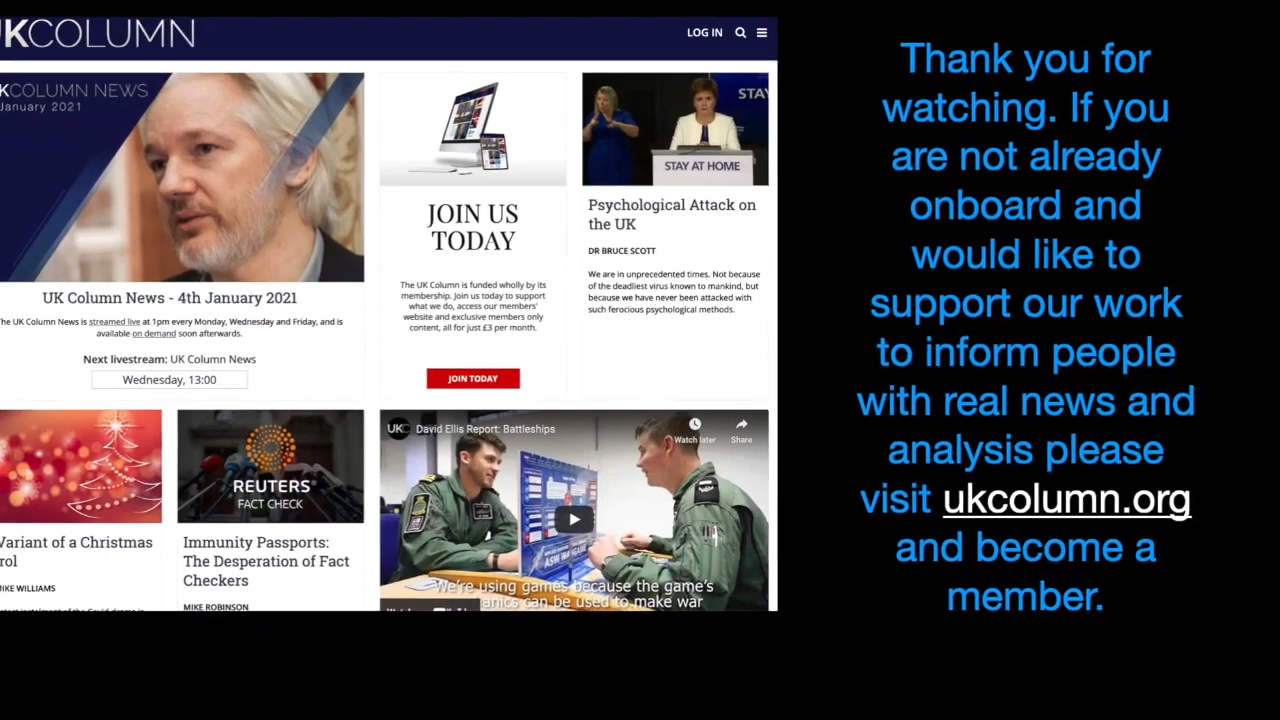 UKCOLUMN
LOG IN
KCOLUMN NEWS
January 2021
UK Column News - 4th January 2021
The UK Column News is streamed live at 1pm every Monday, Wednesday and Friday, and is
available on demand soon afterwards.
Next livestream: UK Column News
Wednesday, 13:00
JOIN US
TODAY
The UK Column is funded wholly by its
membership. Join us today to support
what we do, access our members'
website and exclusive members only
content, all for just £3 per month.
JOIN TODAY
STAY
STAY AT HOME
Psychological Attack on
the UK
DR BRUCE SCOTT
We are in unprecedented times. Not because
of the deadliest virus known to mankind, but
because we have never been attacked with
such ferocious psychological methods.
Variant of a Christmas
rol
MIKE WILLIAMS
REUTERS
FACT CHECK
Immunity Passports:
The Desperation of Fact
Checkers
MIKE ROBINSON
UKC
David Ellis Report: Battleships
Watch later
Share
ASW WARGAME
We're using games because the game's
anics can be used to make war
Thank you for
watching. If you
are not already
onboard and
would like to
support our work
to inform people
with real news and
analysis please
visit ukcolumn.org
and become a
member.